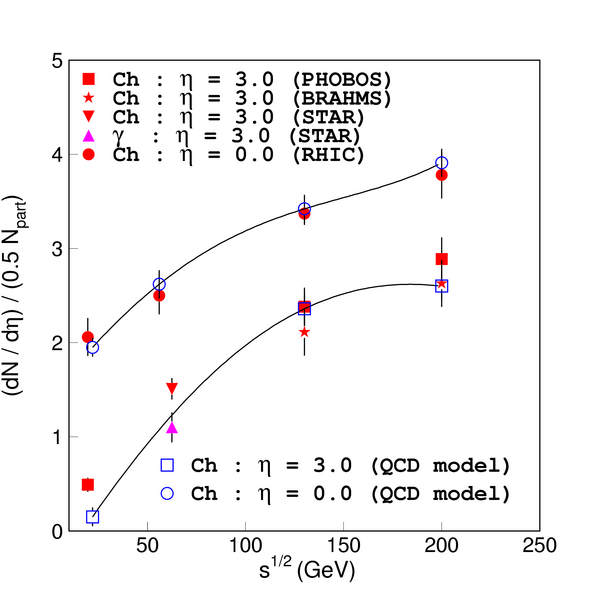 5
Ch : η = 3.0 (PHOBOS)
Ch : η = 3.0 (BRAHMS)
Ch : η = 3.0 (STAR)
γ : η = 3.0 (STAR)
Ch : η = 0.0 (RHIC)
4
3
2
1
0
(dN / dη) / (0.5 N_part)
Ch : η = 3.0 (QCD model)
Ch : η = 0.0 (QCD model)
50 100 150 200 250
s^1/2 (GeV)